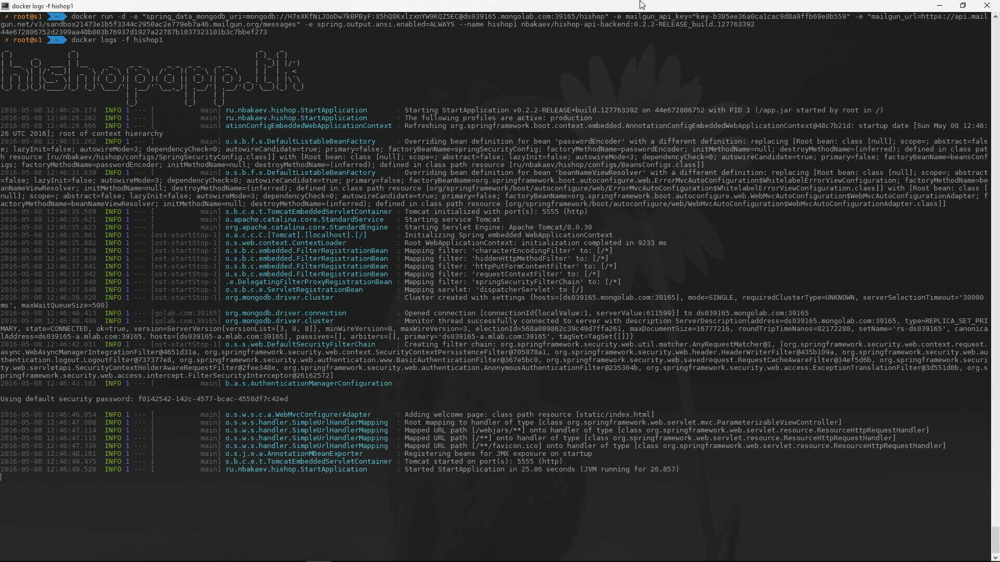 docker logs -f hishop1
⚡ root@s1 ~ docker run -d -e "spring_data_mongodb_uri=mongodb://H7sXKfNiJOoDw7kBPByF:X5hQ8KxlzxnYW9KQZ5EC@ds039165.mongolab.com:39165/hishop" -e mailgun_api_key="key-b305ee36a0ca1cac9d8a9ffb69e8b559" -e "mailgun_url=https://api.mail
gun.net/v3/sandbox21473e1b5f3344c2950ac2e779eb7a46.mailgun.org/messages" -e spring.output.ansi.enabled=ALWAYS --name hishop1 nbakaev/hishop-api-backend:0.2.2-RELEASE_build.127763392
44e672806752d2399aa48b003b76937d1927a22787b1037323101b3c7bbef273
⚡ root@s1 ~ docker logs -f hishop1
hishopapp.tk
2016-05-08 12:46:26.274 INFO 1 --- [ main] ru.nbakaev.hishop.StartApplication : Starting StartApplication v0.2.2-RELEASE+build.127763392 on 44e672806752 with PID 1 (/app.jar started by root in /)
2016-05-08 12:46:26.302 INFO 1 --- [ main] ru.nbakaev.hishop.StartApplication : The following profiles are active: production
2016-05-08 12:46:26.666 INFO 1 --- [ main] ationConfigEmbeddedWebApplicationContext : Refreshing org.springframework.boot.context.embedded.AnnotationConfigEmbeddedWebApplicationContext@48c7b21d: startup date [Sun May 08 12:46:
26 UTC 2016]; root of context hierarchy
2016-05-08 12:46:31.262 INFO 1 --- [ main] o.s.b.f.s.DefaultListableBeanFactory : Overriding bean definition for bean 'passwordEncoder' with a different definition: replacing [Root bean: class [null]; scope=; abstract=fals
e; lazyInit=false; autowireMode=3; dependencyCheck=0; autowireCandidate=true; primary=false; factoryBeanName=springSecurityConfig; factoryMethodName=passwordEncoder; initMethodName=null; destroyMethodName=(inferred); defined in class pat
h resource [ru/nbakaev/hishop/configs/SpringSecurityConfig.class]] with [Root bean: class [null]; scope=; abstract=false; lazyInit=false; autowireMode=3; dependencyCheck=0; autowireCandidate=true; primary=false; factoryBeanName=beansConf
igs; factoryMethodName=passwordEncoder; initMethodName=null; destroyMethodName=(inferred); defined in class path resource [ru/nbakaev/hishop/configs/BeansConfigs.class]]
2016-05-08 12:46:31.639 INFO 1 --- [ main] o.s.b.f.s.DefaultListableBeanFactory : Overriding bean definition for bean 'beanNameViewResolver' with a different definition: replacing [Root bean: class [null]; scope=; abstract
=false; lazyInit=false; autowireMode=3; dependencyCheck=0; autowireCandidate=true; primary=false; factoryBeanName=org.springframework.boot.autoconfigure.web.ErrorMvcAutoConfiguration$WhitelabelErrorViewConfiguration; factoryMethodName=be
anNameViewResolver; initMethodName=null; destroyMethodName=(inferred); defined in class path resource [org/springframework/boot/autoconfigure/web/ErrorMvcAutoConfiguration$WhitelabelErrorViewConfiguration.class]] with [Root bean: class [
null]; scope=; abstract=false; lazyInit=false; autowireMode=3; dependencyCheck=0; autowireCandidate=true; primary=false; factoryBeanName=org.springframework.boot.autoconfigure.web.WebMvcAutoConfiguration$WebMvcAutoConfigurationAdapter; f
actoryMethodName=beanNameViewResolver; initMethodName=null; destroyMethodName=(inferred); defined in class path resource [org/springframework/boot/autoconfigure/web/WebMvcAutoConfiguration$WebMvcAutoConfigurationAdapter.class]]
2016-05-08 12:46:35.589 INFO 1 --- [ main] s.b.c.e.t.TomcatEmbeddedServletContainer : Tomcat initialized with port(s): 5555 (http)
2016-05-08 12:46:35.621 INFO 1 --- [ main] o.apache.catalina.core.StandardService : Starting service Tomcat
2016-05-08 12:46:35.623 INFO 1 --- [ main] org.apache.catalina.core.StandardEngine : Starting Servlet Engine: Apache Tomcat/8.0.30
2016-05-08 12:46:35.881 INFO 1 --- [ost-startStop-1] o.a.c.c.C.[Tomcat].[localhost].[/] : Initializing Spring embedded WebApplicationContext
2016-05-08 12:46:35.882 INFO 1 --- [ost-startStop-1] o.s.web.context.ContextLoader : Root WebApplicationContext: initialization completed in 9233 ms
2016-05-08 12:46:37.836 INFO 1 --- [ost-startStop-1] o.s.b.c.embedded.FilterRegistrationBean : Mapping filter: 'characterEncodingFilter' to: [/*]
2016-05-08 12:46:37.839 INFO 1 --- [ost-startStop-1] o.s.b.c.embedded.FilterRegistrationBean : Mapping filter: 'hiddenHttpMethodFilter' to: [/*]
2016-05-08 12:46:37.841 INFO 1 --- [ost-startStop-1] o.s.b.c.embedded.FilterRegistrationBean : Mapping filter: 'httpPutFormContentFilter' to: [/*]
2016-05-08 12:46:37.842 INFO 1 --- [ost-startStop-1] o.s.b.c.embedded.FilterRegistrationBean : Mapping filter: 'requestContextFilter' to: [/*]
2016-05-08 12:46:37.848 INFO 1 --- [ost-startStop-1] .e.DelegatingFilterProxyRegistrationBean : Mapping filter: 'springSecurityFilterChain' to: [/*]
2016-05-08 12:46:37.849 INFO 1 --- [ost-startStop-1] o.s.b.c.e.ServletRegistrationBean : Mapping servlet: 'dispatcherServlet' to [/]
2016-05-08 12:46:39.020 INFO 1 --- [ost-startStop-1] org.mongodb.driver.cluster : Cluster created with settings {hosts=[ds039165.mongolab.com:39165], mode=SINGLE, requiredClusterType=UNKNOWN, serverSelectionTimeout='30000
ms', maxWaitQueueSize=500}
2016-05-08 12:46:40.413 INFO 1 --- [golab.com:39165] org.mongodb.driver.connection : Opened connection [connectionId{localValue:1, serverValue:611599}] to ds039165.mongolab.com:39165
2016-05-08 12:46:40.499 INFO 1 --- [golab.com:39165] org.mongodb.driver.cluster : Monitor thread successfully connected to server with description ServerDescription{address=ds039165.mongolab.com:39165, type=REPLICA_SET_PRI
MARY, state=CONNECTED, ok=true, version=ServerVersion{versionList=[3, 0, 8]}, minWireVersion=0, maxWireVersion=3, electionId=568a089862c39c49d7ffa261, maxDocumentSize=16777216, roundTripTimeNanos=82172280, setName='rs-ds039165', canonica
lAddress=ds039165-a.mlab.com:39165, hosts=[ds039165-a.mlab.com:39165], passives=[], arbiters=[], primary='ds039165-a.mlab.com:39165', tagSet=TagSet{[]}}
2016-05-08 12:46:42.031 INFO 1 --- [ost-startStop-1] o.s.s.web.DefaultSecurityFilterChain : Creating filter chain: org.springframework.security.web.util.matcher.AnyRequestMatcher@1, [org.springframework.security.web.context.request.
async.WebAsyncManagerIntegrationFilter@4651d31a, org.springframework.security.web.context.SecurityContextPersistenceFilter@705878a1, org.springframework.security.web.header.HeaderWriterFilter@435b109a, org.springframework.security.web.au
thentication.logout.LogoutFilter@737377e8, org.springframework.security.web.authentication.www.BasicAuthenticationFilter@367e5bc0, org.springframework.security.web.savedrequest.RequestCacheAwareFilter@34ef5d6b, org.springframework.securi
ty.web.servletapi.SecurityContextHolderAwareRequestFilter@2fee348e, org.springframework.security.web.authentication.AnonymousAuthenticationFilter@235304b, org.springframework.security.web.access.ExceptionTranslationFilter@3d551d0b, org.s
pringframework.security.web.access.intercept.FilterSecurityInterceptor@26162572]
2016-05-08 12:46:43.582 INFO 1 --- [ main] b.a.s.AuthenticationManagerConfiguration :
Using default security password: f0142542-142c-4577-bcac-4558df7c42ed
2016-05-08 12:46:46.954 INFO 1 --- [ main] o.s.w.s.c.a.WebMvcConfigurerAdapter : Adding welcome page: class path resource [static/index.html]
2016-05-08 12:46:47.008 INFO 1 --- [ main] o.s.w.s.handler.SimpleUrlHandlerMapping : Root mapping to handler of type [class org.springframework.web.servlet.mvc.ParameterizableViewController]
2016-05-08 12:46:47.114 INFO 1 --- [ main] o.s.w.s.handler.SimpleUrlHandlerMapping : Mapped URL path [/webjars/**] onto handler of type [class org.springframework.web.servlet.resource.ResourceHttpRequestHandler]
2016-05-08 12:46:47.115 INFO 1 --- [ main] o.s.w.s.handler.SimpleUrlHandlerMapping : Mapped URL path [/**] onto handler of type [class org.springframework.web.servlet.resource.ResourceHttpRequestHandler]
2016-05-08 12:46:47.339 INFO 1 --- [ main] o.s.w.s.handler.SimpleUrlHandlerMapping : Mapped URL path [/**/favicon.ico] onto handler of type [class org.springframework.web.servlet.resource.ResourceHttpRequestHandler]
2016-05-08 12:46:48.181 INFO 1 --- [ main] o.s.j.e.a.AnnotationMBeanExporter : Registering beans for JMX exposure on startup
2016-05-08 12:46:49.475 INFO 1 --- [ main] s.b.c.e.t.TomcatEmbeddedServletContainer : Tomcat started on port(s): 5555 (http)
2016-05-08 12:46:49.520 INFO 1 --- [ main] ru.nbakaev.hishop.StartApplication : Started StartApplication in 25.06 seconds (JVM running for 26.857)